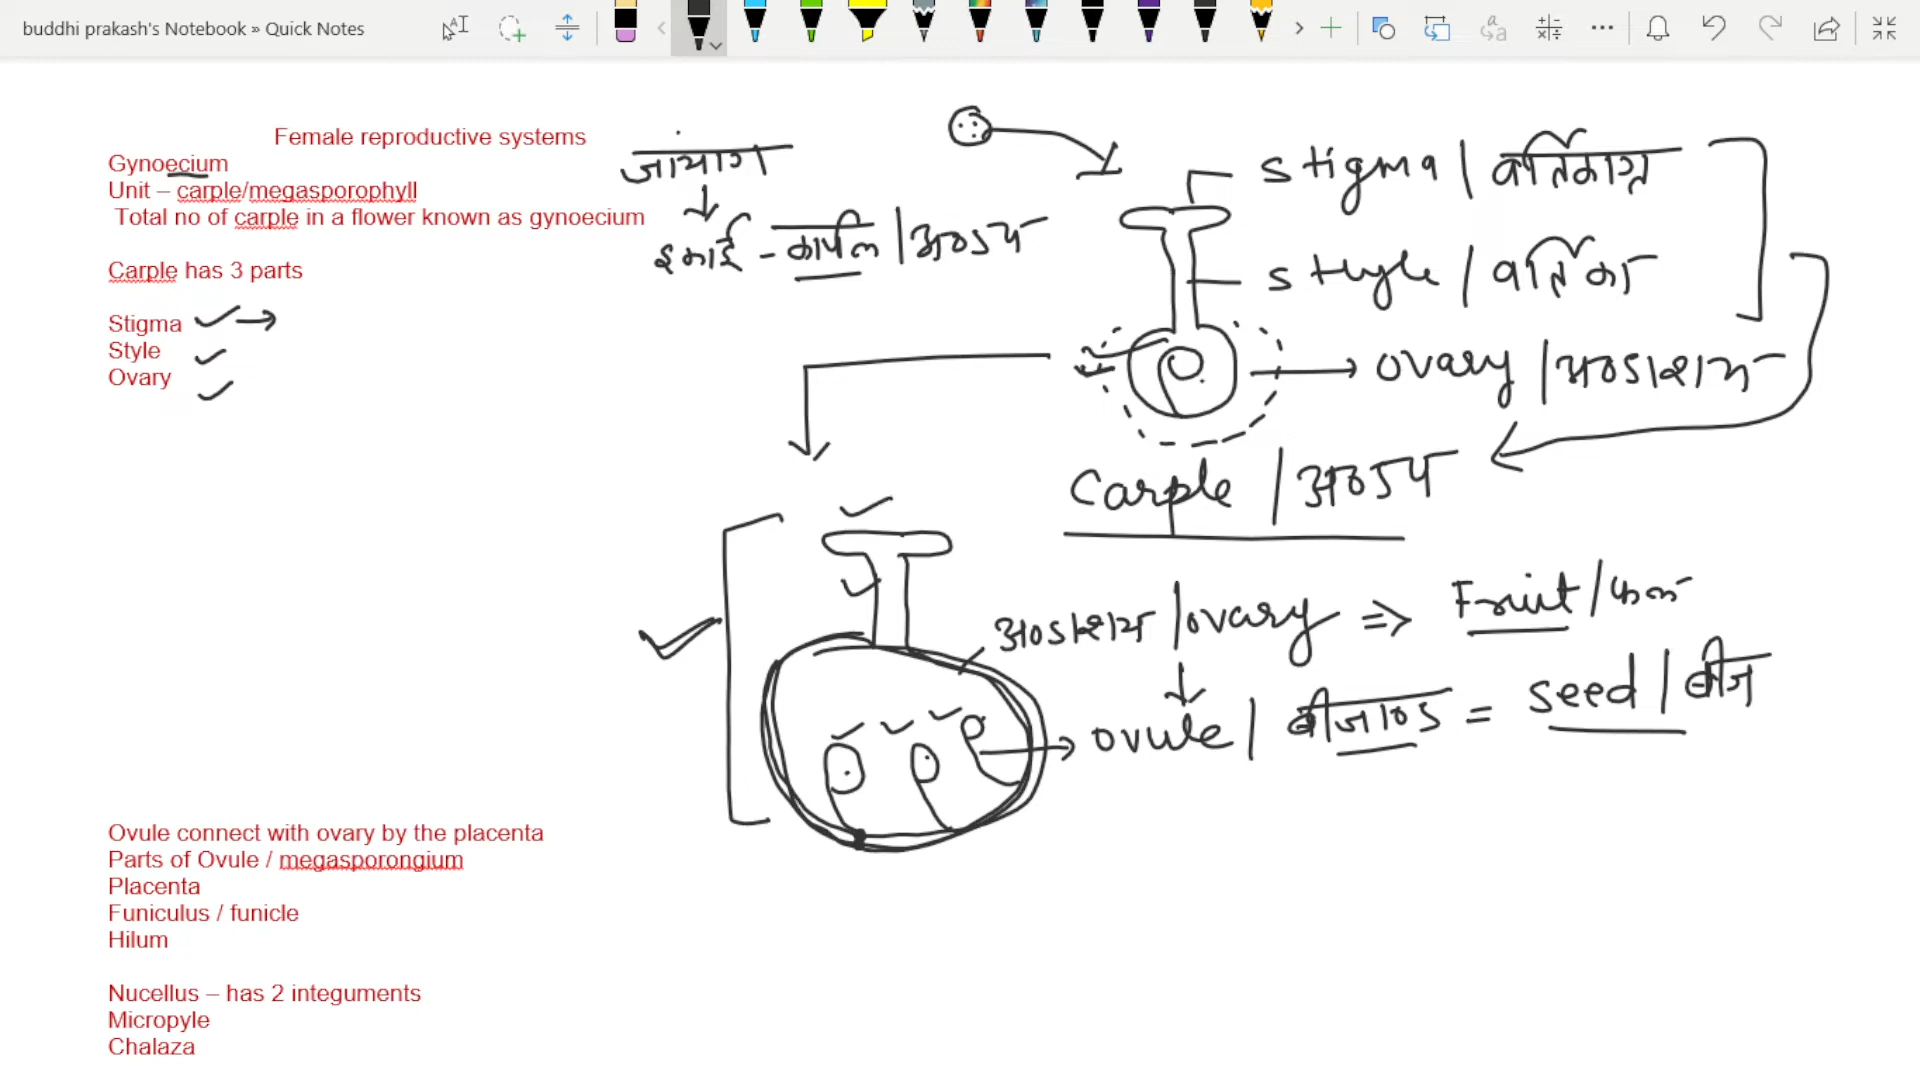 buddhi prakash's Notebook » Quick Notes
Female reproductive systems
Gynoecium
Unit – carple/megasporophyll
Total no of carple in a flower known as gynoecium
Carple has 3 parts
Stigma
Style
Ovary
जायांग
इकाई - कार्पल / अण्डप
stigma / वर्तिकाग्र
style / वर्तिका
ovary / अण्डाशय
Carple / अण्डप
अण्डाशय / ovary ⇒ Fruit / फल
ovule / बीजाण्ड = seed / बीज
Ovule connect with ovary by the placenta
Parts of Ovule / megasporongium
Placenta
Funiculus / funicle
Hilum
Nucellus – has 2 integuments
Micropyle
Chalaza